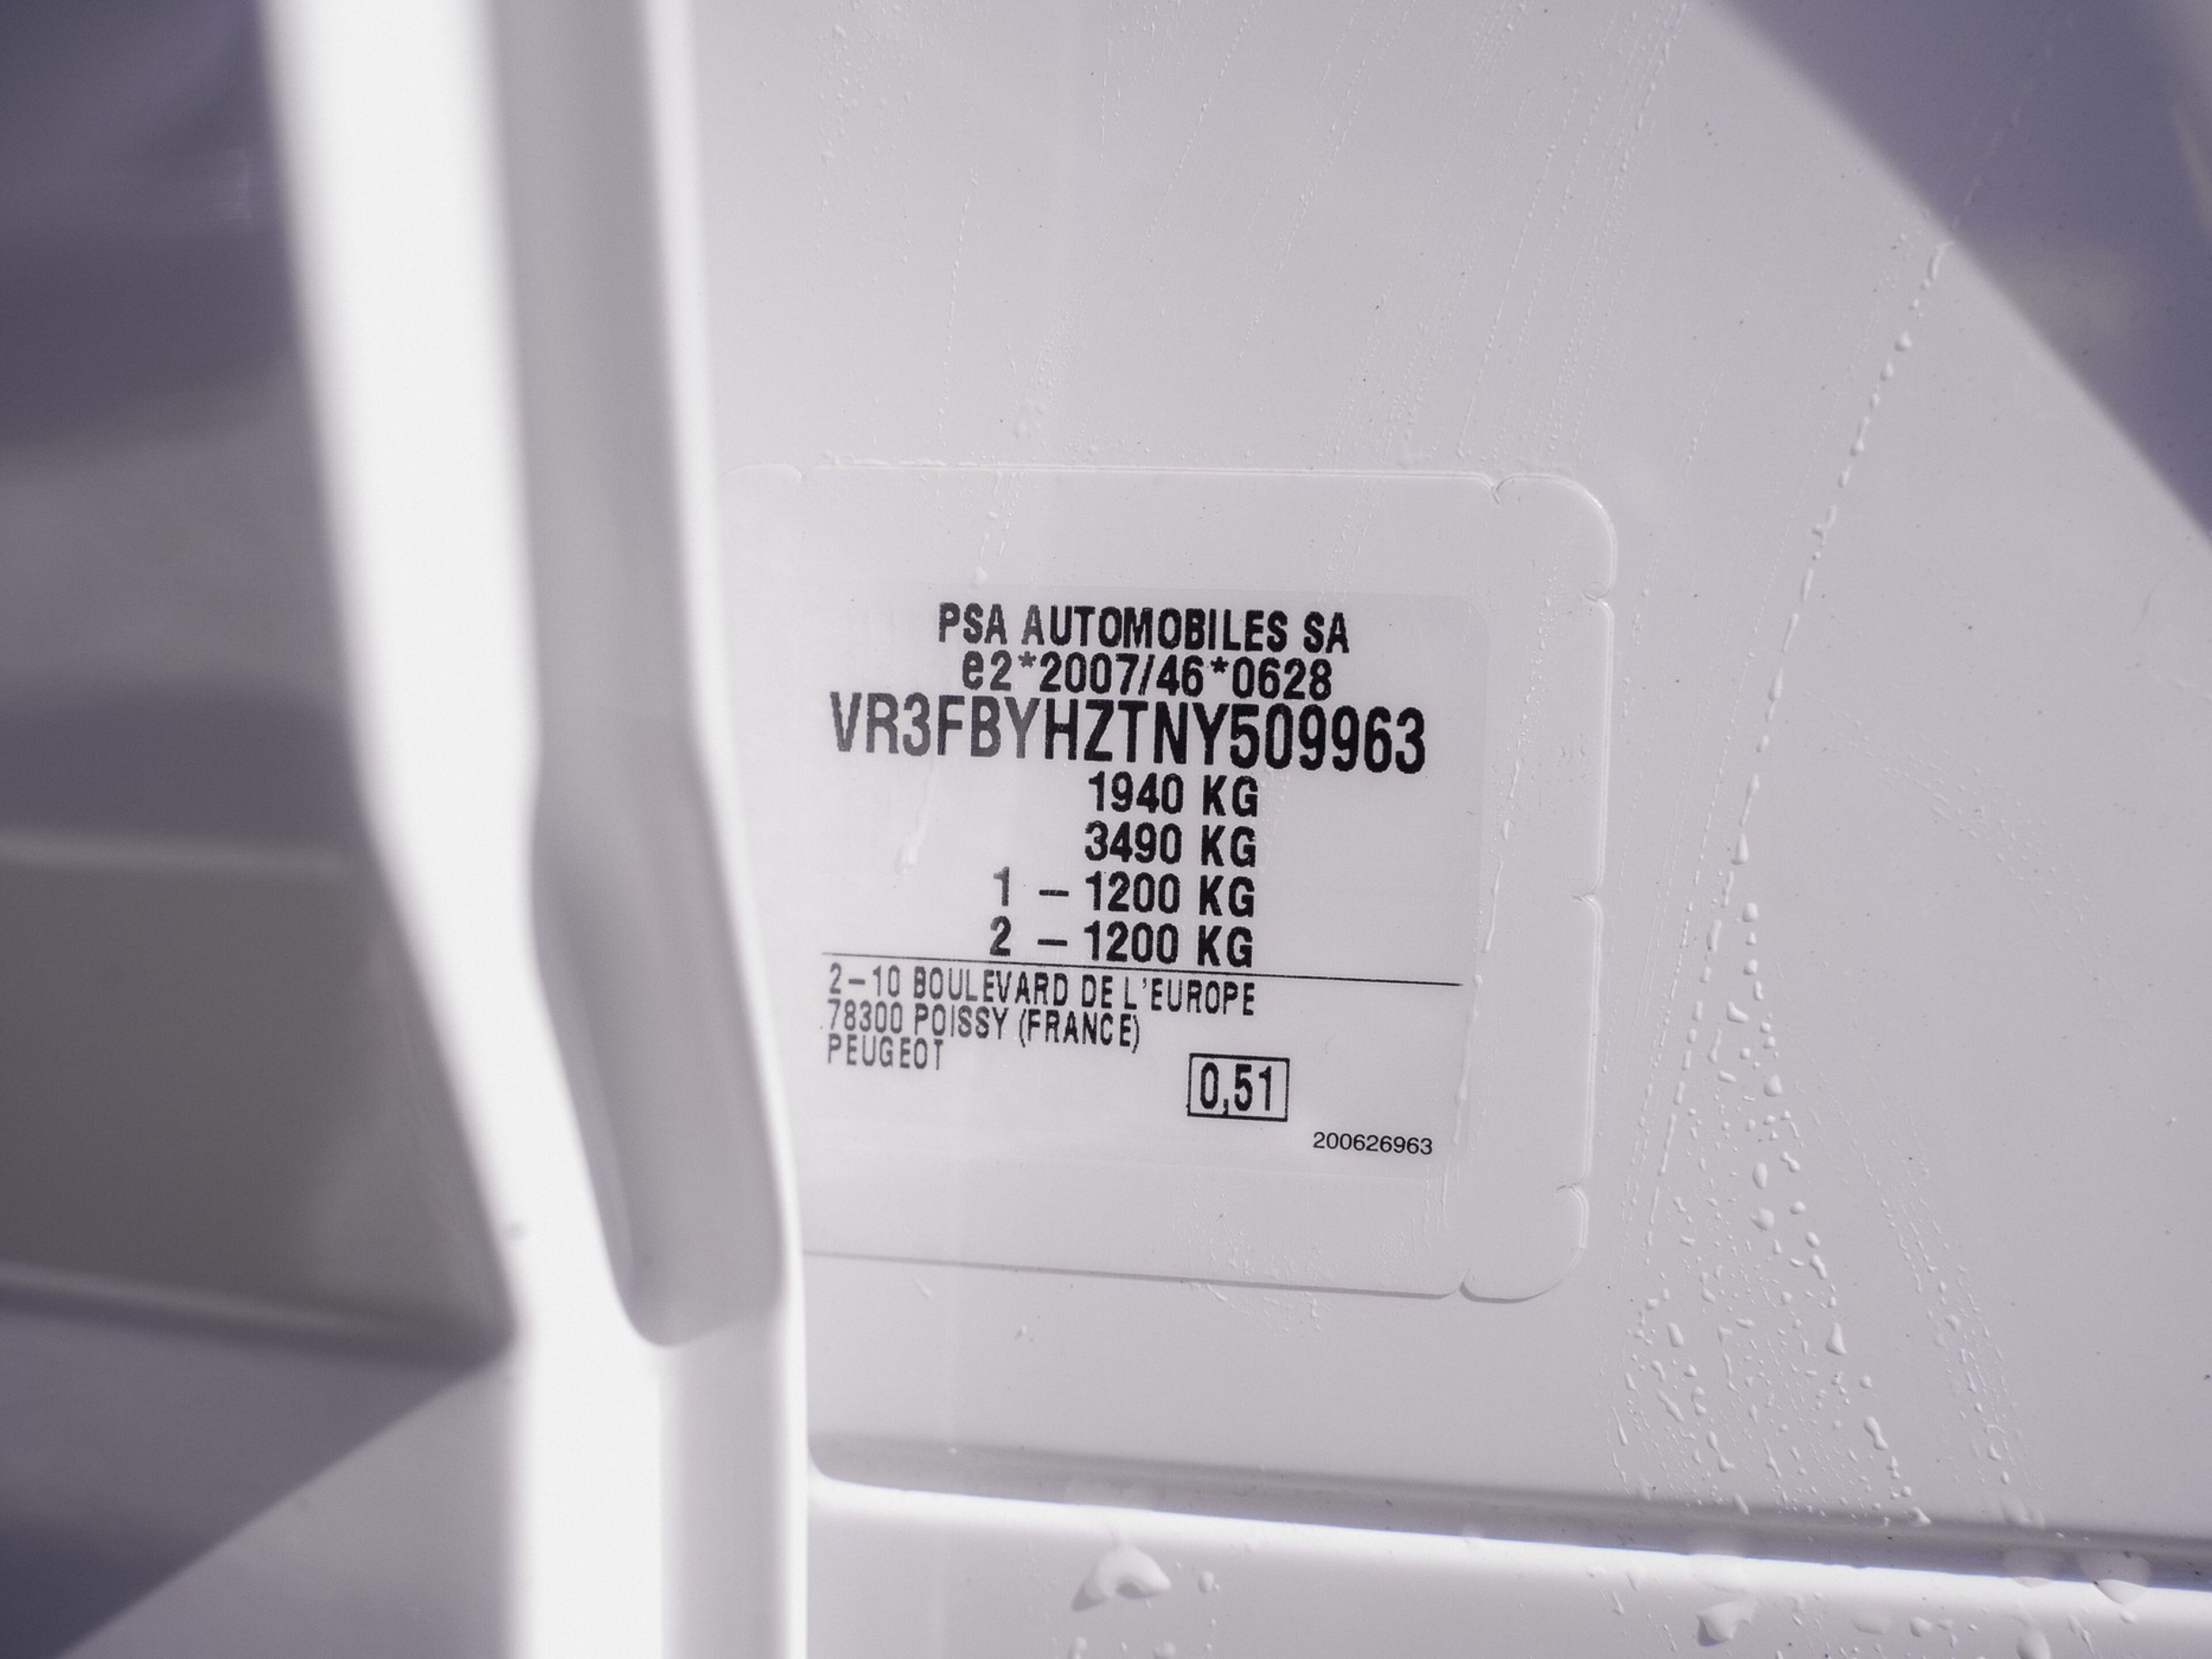 PSA AUTOMOBILES SA
e2*2007/46*0628
VR3FBYHZTNY509963
1940 KG
3490 KG
1 – 1200 KG
2 – 1200 KG
2–10 BOULEVARD DE L'EUROPE
78300 POISSY (FRANCE)
PEUGEOT
0,51
200626963